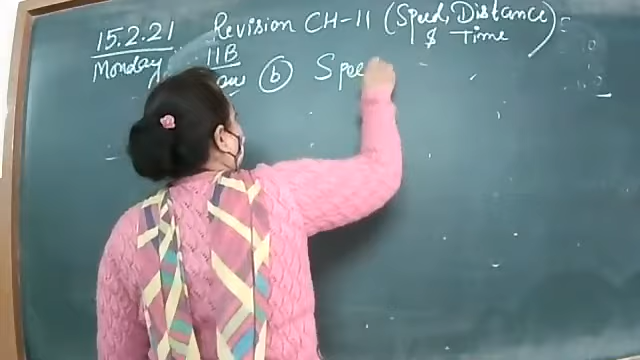 15.2.21 Revision CH-11 (Speed, Distance
Monday & Time)
11B
(b) Spee